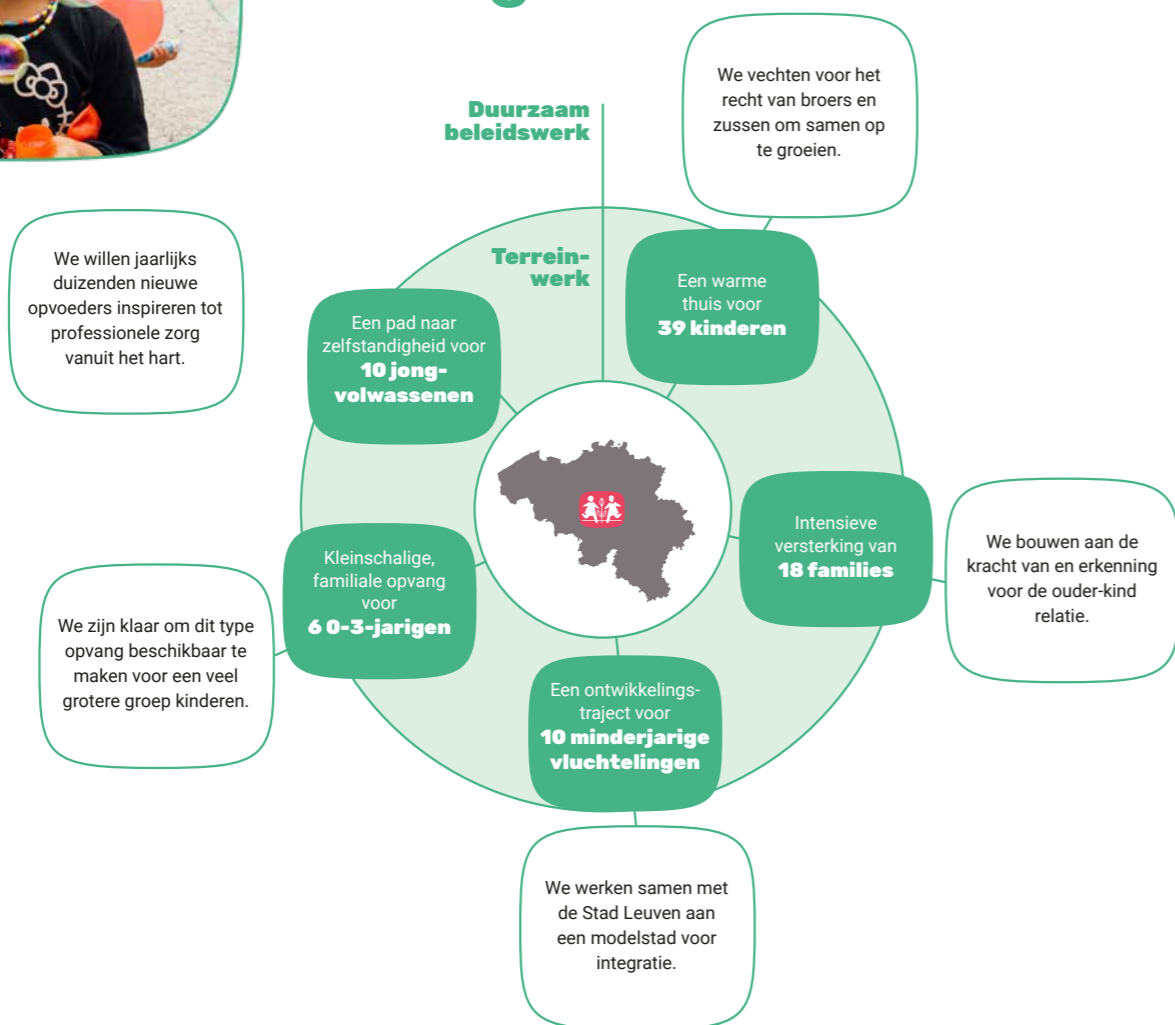 Duurzaam
beleidswerk
Terrein-
werk
We vechten voor het
recht van broers en
zussen om samen op
te groeien.
Een warme
thuis voor
39 kinderen
Intensieve
versterking van
18 families
We bouwen aan de
kracht van en erkenning
voor de ouder-kind
relatie.
Een ontwikkelings-
traject voor
10 minderjarige
vluchtelingen
We werken samen met
de Stad Leuven aan
een modelstad voor
integratie.
Kleinschalige,
familiale opvang
voor
6 0-3-jarigen
We zijn klaar om dit type
opvang beschikbaar te
maken voor een veel
grotere groep kinderen.
Een pad naar
zelfstandigheid voor
10 jong-
volwassenen
We willen jaarlijks
duizenden nieuwe
opvoeders inspireren tot
professionele zorg
vanuit het hart.